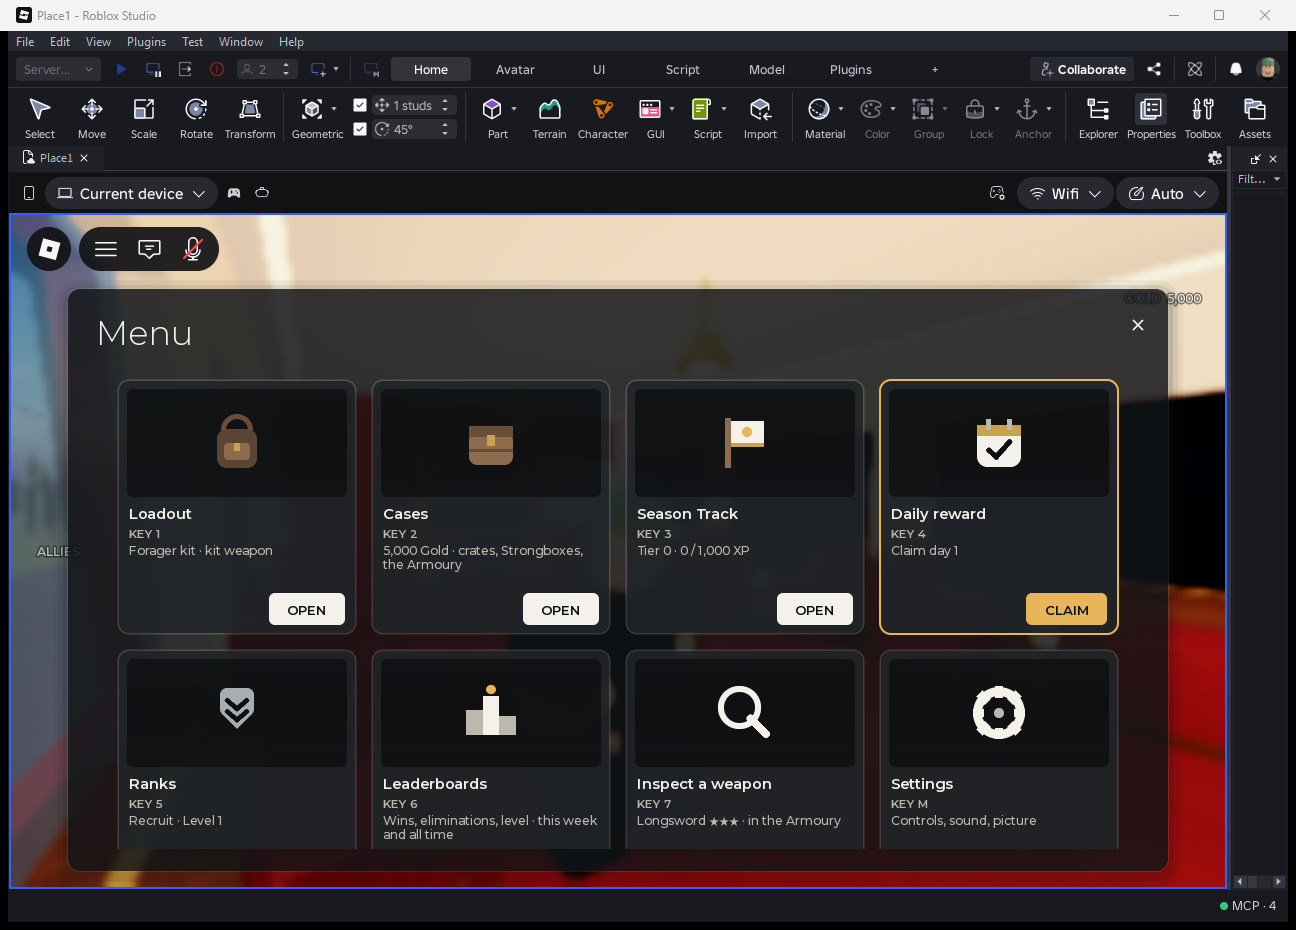 Place1 - Roblox Studio
File Edit View Plugins Test Window Help
Server... 2 Home Avatar UI Script Model Plugins + Collaborate
1 studs
45°
Select Move Scale Rotate Transform Geometric Part Terrain Character GUI Script Import Material Color Group Lock Anchor Explorer Properties Toolbox Assets
Place1
Filt...
Current device Wifi Auto
GOLD 5,000
Menu
ALLIES
Loadout
KEY 1
Forager kit · kit weapon
OPEN
Cases
KEY 2
5,000 Gold · crates, Strongboxes,
the Armoury
OPEN
Season Track
KEY 3
Tier 0 · 0 / 1,000 XP
OPEN
Daily reward
KEY 4
Claim day 1
CLAIM
Ranks
KEY 5
Recruit · Level 1
Leaderboards
KEY 6
Wins, eliminations, level · this week
and all time
Inspect a weapon
KEY 7
Longsword ★★★ · in the Armoury
Settings
KEY M
Controls, sound, picture
MCP · 4